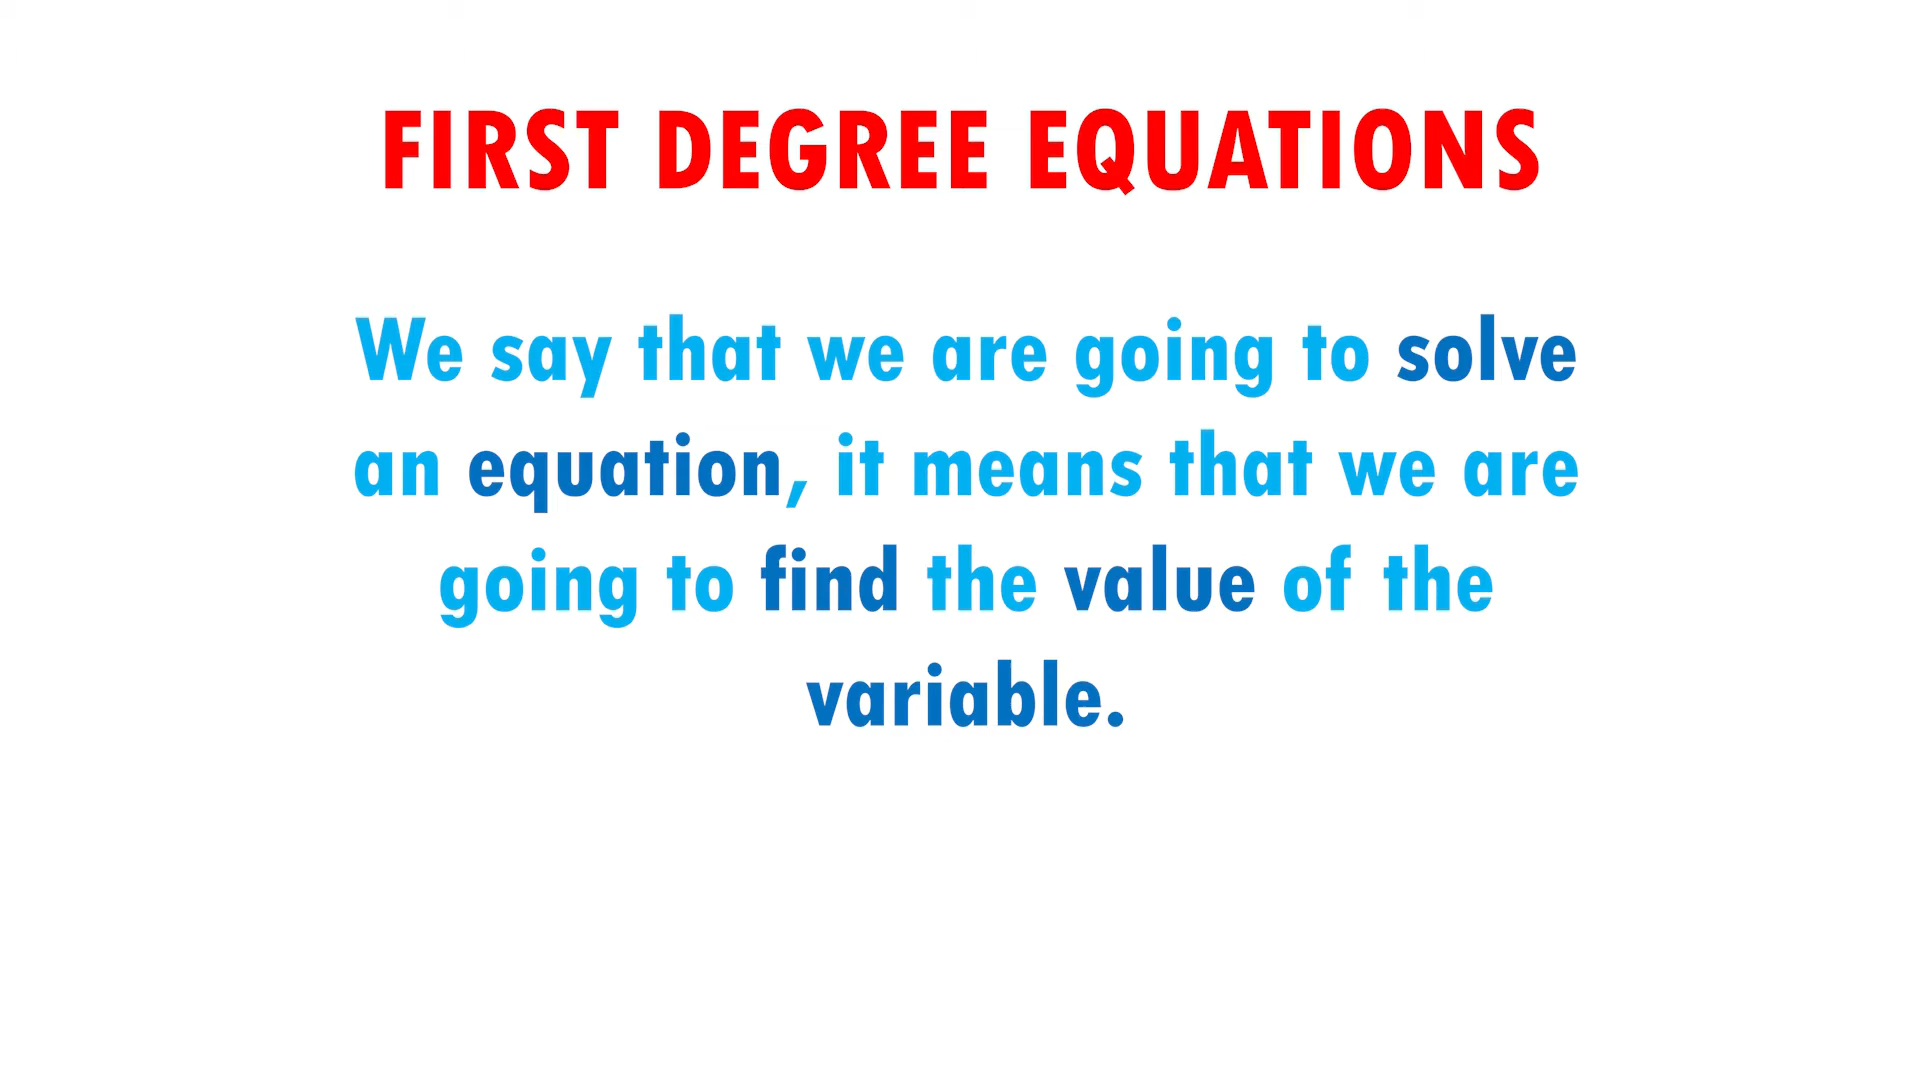 FIRST DEGREE EQUATIONS
We say that we are going to solve
an equation, it means that we are
going to find the value of the
variable.